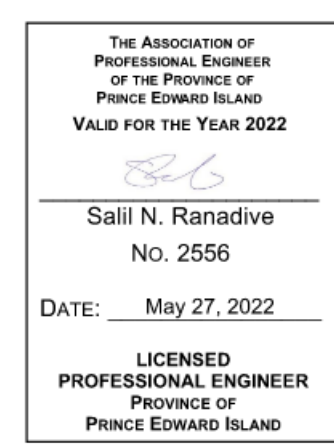 THE ASSOCIATION OF
PROFESSIONAL ENGINEER
OF THE PROVINCE OF
PRINCE EDWARD ISLAND
VALID FOR THE YEAR 2022
Salil N. Ranadive
NO. 2556
DATE: May 27, 2022
LICENSED
PROFESSIONAL ENGINEER
PROVINCE OF
PRINCE EDWARD ISLAND